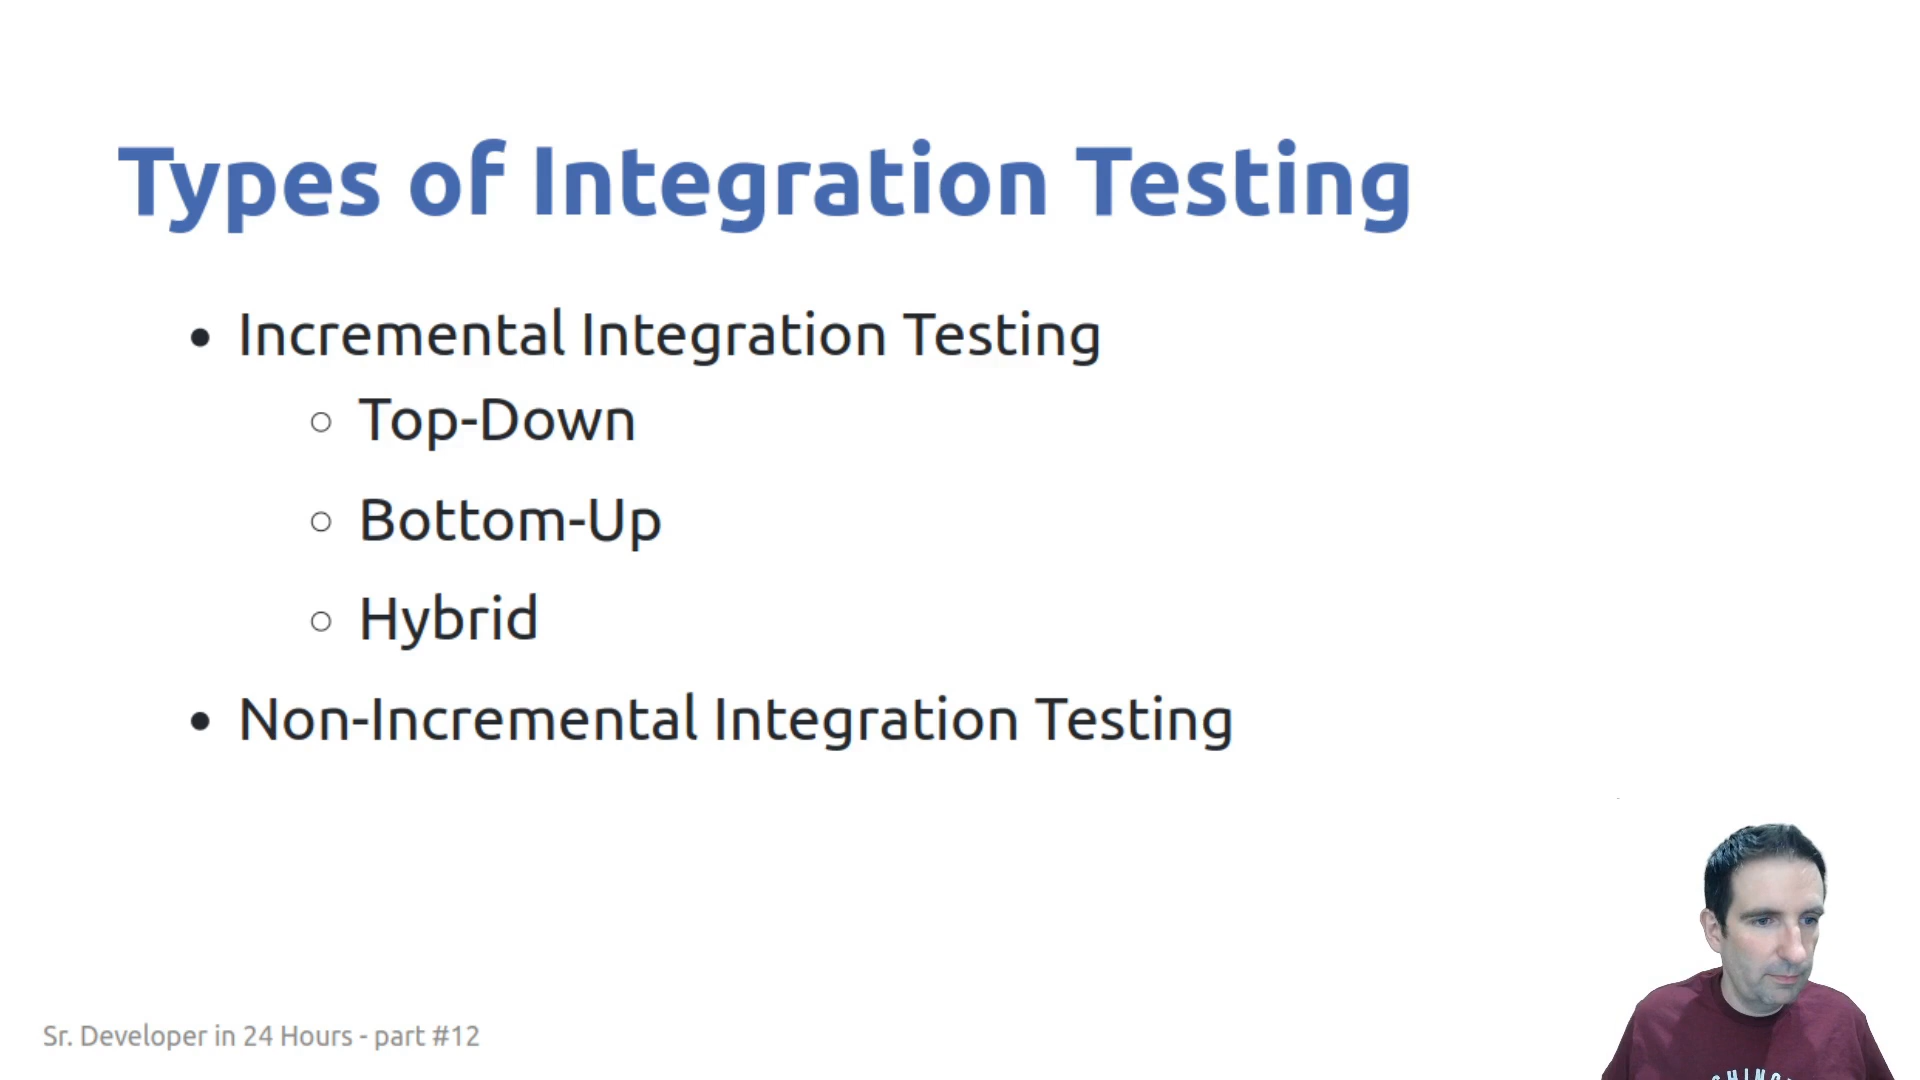 Types of Integration Testing
• Incremental Integration Testing
○ Top-Down
○ Bottom-Up
○ Hybrid
• Non-Incremental Integration Testing
Sr. Developer in 24 Hours - part #12